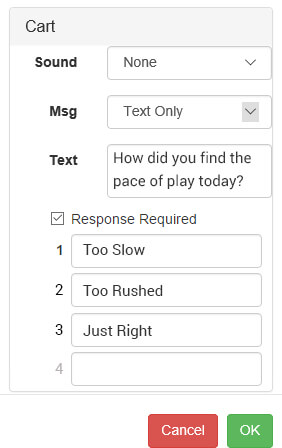 Cart
Sound None
Msg Text Only
Text How did you find the
pace of play today?
Response Required
1 Too Slow
2 Too Rushed
3 Just Right
4
Cancel OK